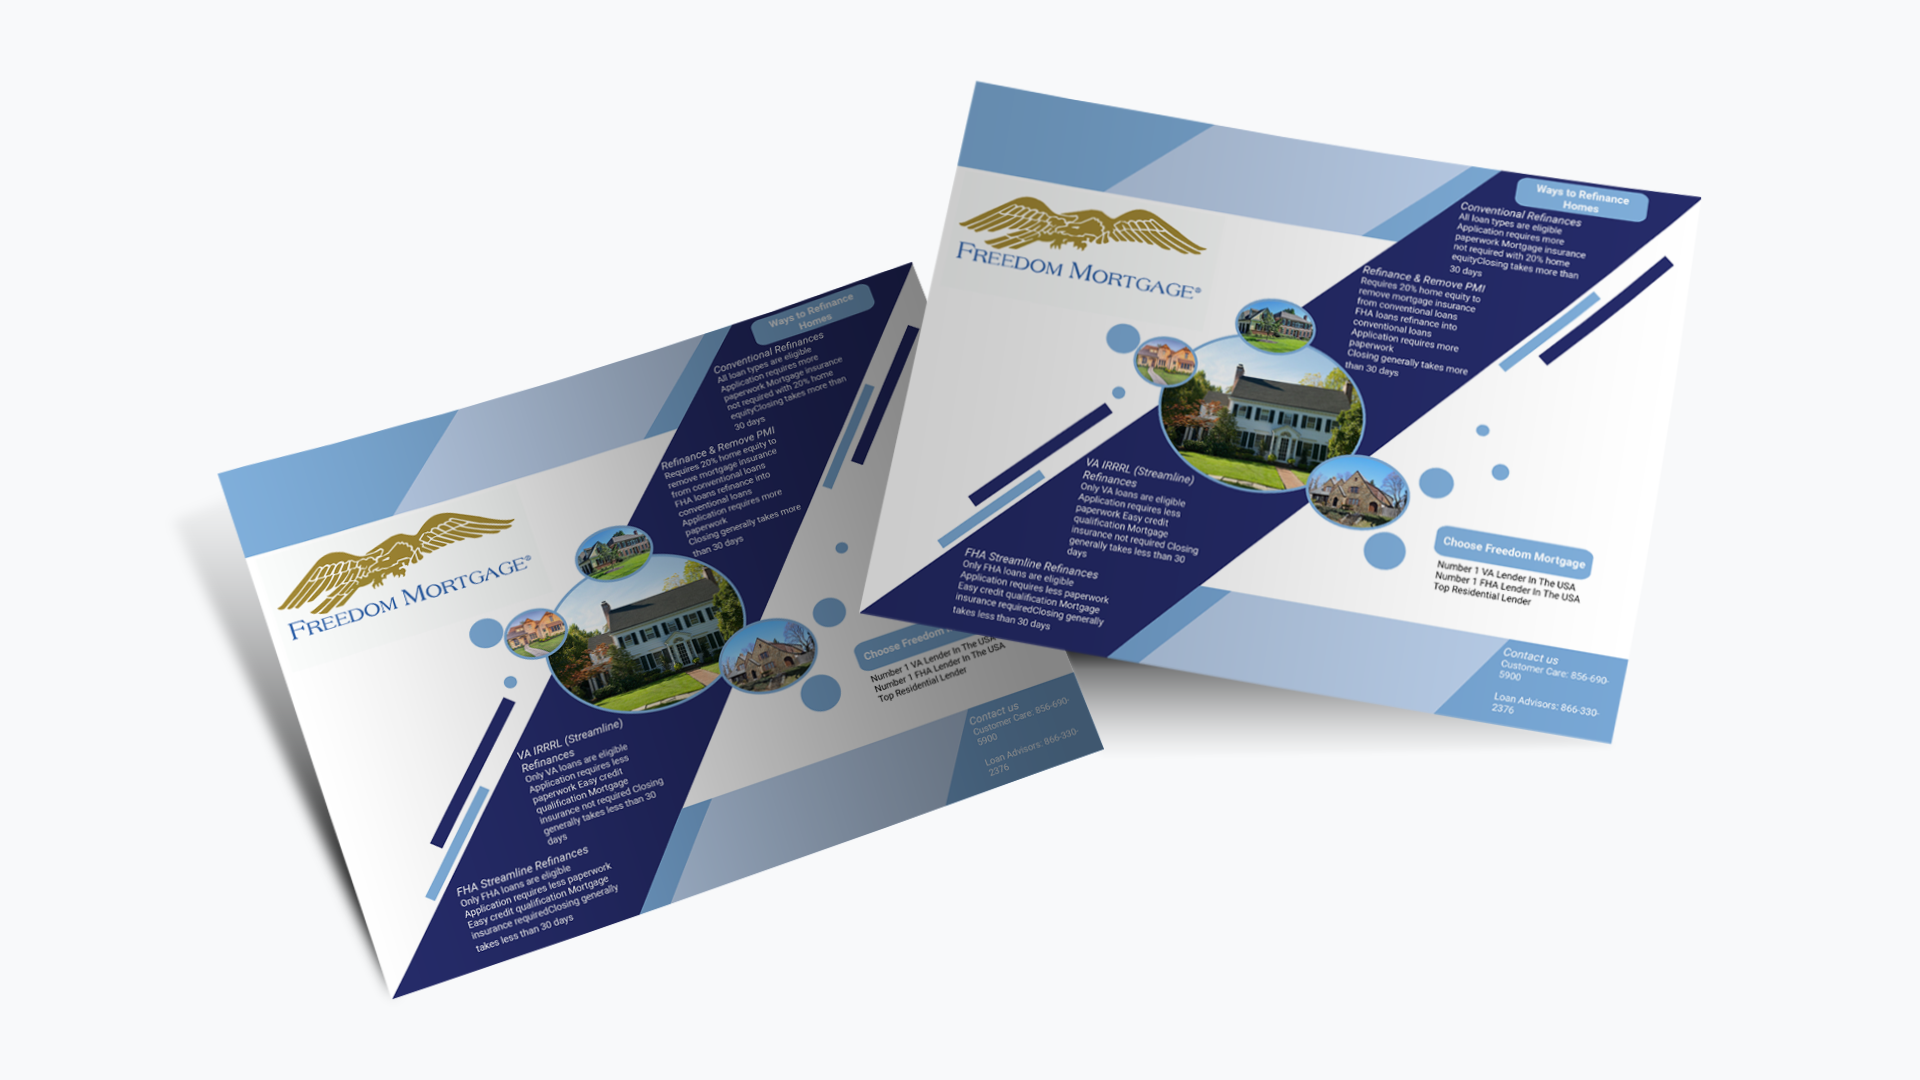 FREEDOM MORTGAGE®
Ways to Refinance
Homes
Conventional Refinances
All loan types are eligible
Application requires more
paperwork Mortgage insurance
not required with 20% home
equityClosing takes more than
30 days
Refinance & Remove PMI
Requires 20% home equity to
remove mortgage insurance
from conventional loans
FHA loans refinance into
conventional loans
Application requires more
paperwork
Closing generally takes more
than 30 days
VA IRRRL (Streamline)
Refinances
Only VA loans are eligible
Application requires less
paperwork Easy credit
qualification Mortgage
insurance not required Closing
generally takes less than 30
days
FHA Streamline Refinances
Only FHA loans are eligible
Application requires less paperwork
Easy credit qualification Mortgage
insurance requiredClosing generally
takes less than 30 days
Choose Freedom
Number 1 VA Lender In The USA
Number 1 FHA Lender In The USA
Top Residential Lender
Contact us
Customer Care: 856-690-
5900
Loan Advisors: 866-330-
2376
FREEDOM MORTGAGE®
Ways to Refinance
Homes
Conventional Refinances
All loan types are eligible
Application requires more
paperwork Mortgage insurance
not required with 20% home
equityClosing takes more than
30 days
Refinance & Remove PMI
Requires 20% home equity to
remove mortgage insurance
from conventional loans
FHA loans refinance into
conventional loans
Application requires more
paperwork
Closing generally takes more
than 30 days
VA IRRRL (Streamline)
Refinances
Only VA loans are eligible
Application requires less
paperwork Easy credit
qualification Mortgage
insurance not required Closing
generally takes less than 30
days
FHA Streamline Refinances
Only FHA loans are eligible
Application requires less paperwork
Easy credit qualification Mortgage
insurance requiredClosing generally
takes less than 30 days
Choose Freedom Mortgage
Number 1 VA Lender In The USA
Number 1 FHA Lender In The USA
Top Residential Lender
Contact us
Customer Care: 856-690-
5900
Loan Advisors: 866-330-
2376